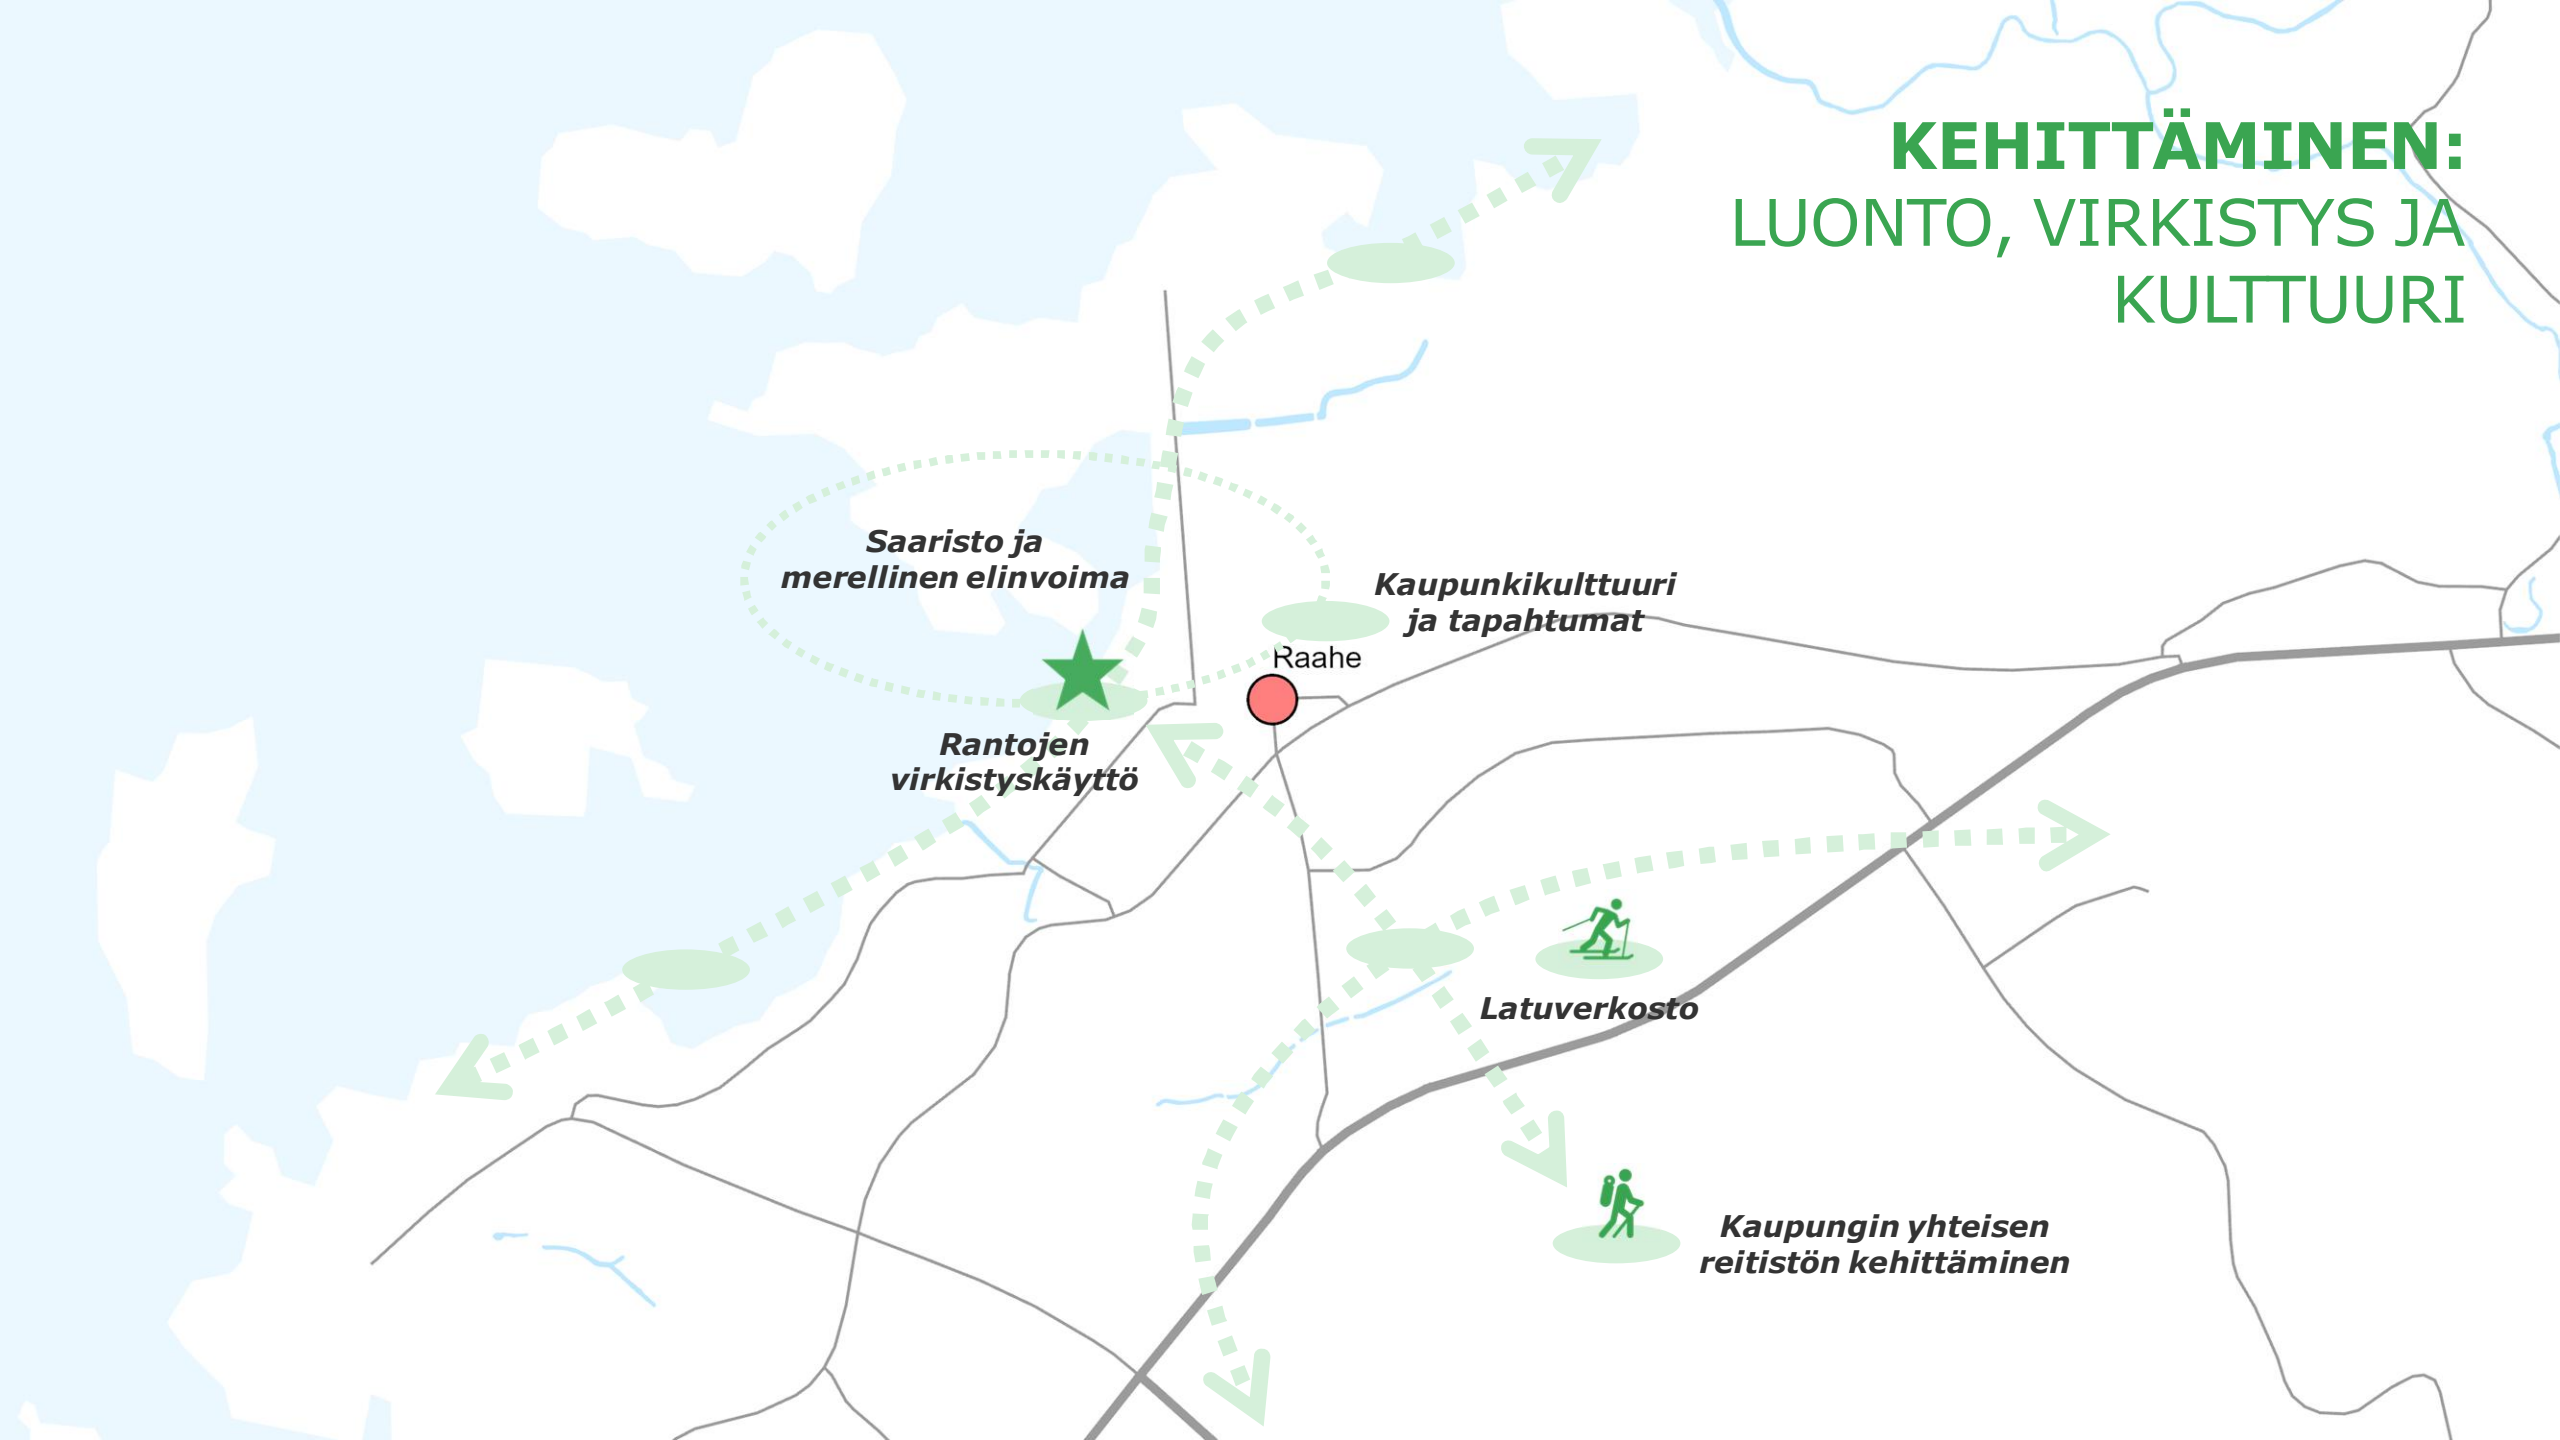 KEHITTÄMINEN:
LUONTO, VIRKISTYS JA
KULTTUURI
Saaristo ja
merellinen elinvoima
Kaupunkikulttuuri
ja tapahtumat
Raahe
Rantojen
virkistyskäyttö
Latuverkosto
Kaupungin yhteisen
reitistön kehittäminen